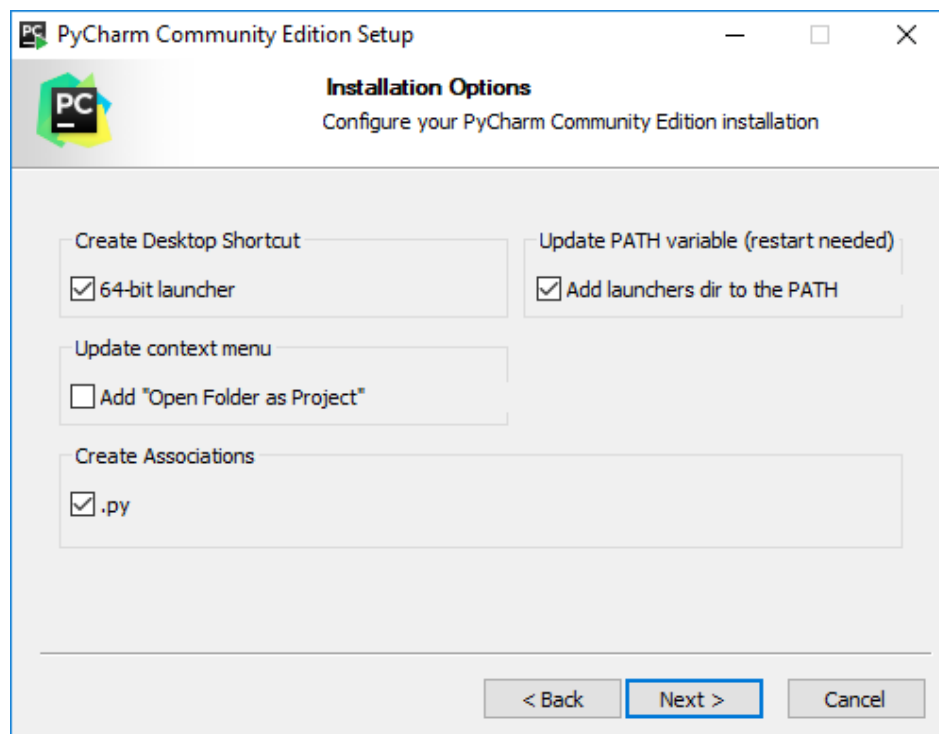 PyCharm Community Edition Setup
PC
Installation Options
Configure your PyCharm Community Edition installation
Create Desktop Shortcut
64-bit launcher
Update PATH variable (restart needed)
Add launchers dir to the PATH
Update context menu
Add "Open Folder as Project"
Create Associations
.py
< Back
Next >
Cancel